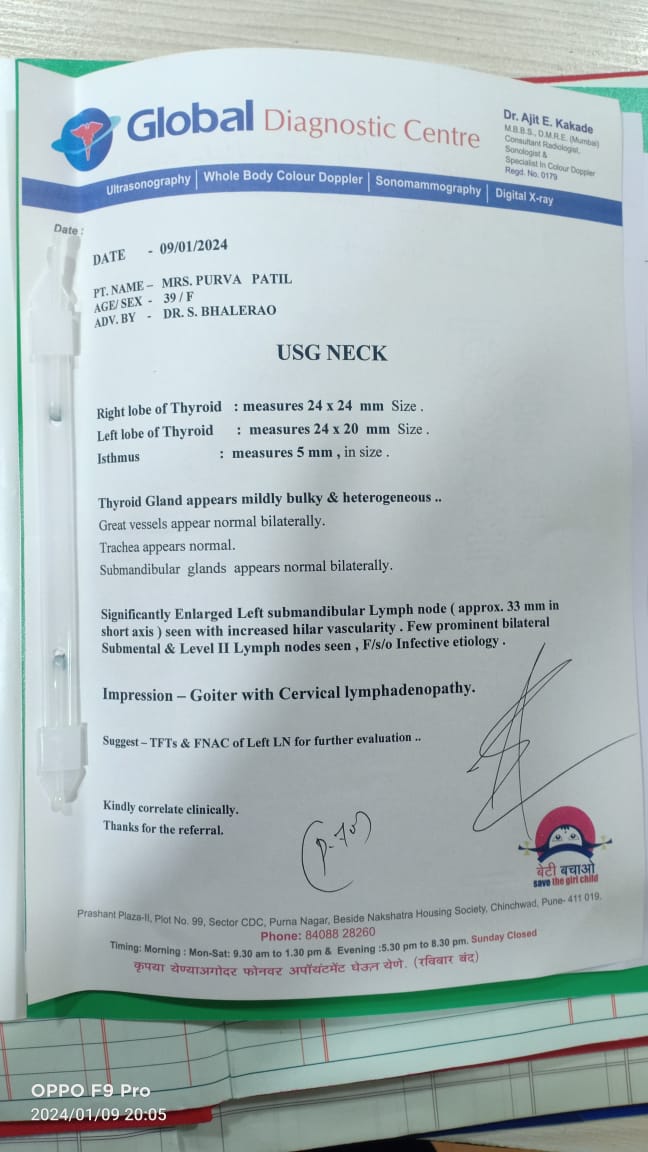 Global Diagnostic Centre
Dr. Ajit E. Kakade
M.B.B.S., D.M.R.E. (Mumbai)
Consultant Radiologist,
Sonologist &
Specialist In Colour Doppler
Regd. No. 0179
Ultrasonography | Whole Body Colour Doppler | Sonomammography | Digital X-ray
Date :
DATE - 09/01/2024
PT. NAME – MRS. PURVA PATIL
AGE/ SEX - 39 / F
ADV. BY - DR. S. BHALERAO
USG NECK
Right lobe of Thyroid : measures 24 x 24 mm Size .
Left lobe of Thyroid : measures 24 x 20 mm Size .
Isthmus : measures 5 mm , in size .
Thyroid Gland appears mildly bulky & heterogeneous ..
Great vessels appear normal bilaterally.
Trachea appears normal.
Submandibular glands appears normal bilaterally.
Significantly Enlarged Left submandibular Lymph node ( approx. 33 mm in
short axis ) seen with increased hilar vascularity . Few prominent bilateral
Submental & Level II Lymph nodes seen , F/s/o Infective etiology .
Impression – Goiter with Cervical lymphadenopathy.
Suggest – TFTs & FNAC of Left LN for further evaluation ..
Kindly correlate clinically.
Thanks for the referral.
बेटी बचाओ
save the girl child
Prashant Plaza-II, Plot No. 99, Sector CDC, Purna Nagar, Beside Nakshatra Housing Society, Chinchwad, Pune- 411 019.
Phone: 84088 28260
Timing: Morning : Mon-Sat: 9.30 am to 1.30 pm & Evening :5.30 pm to 8.30 pm. Sunday Closed
कृपया येण्याअगोदर फोनवर अपॉयंटमेंट घेऊन येणे. (रविवार बंद)
OPPO F9 Pro
2024/01/09 20:05